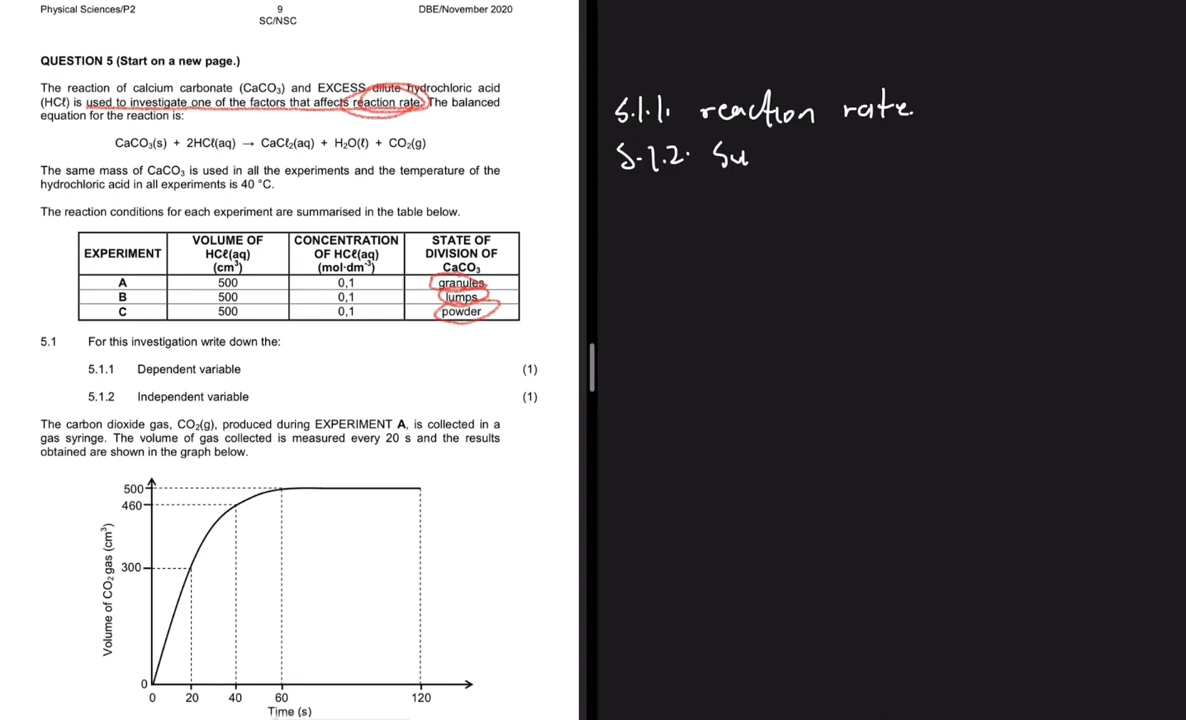 Physical Sciences/P2 9 DBE/November 2020
SC/NSC
QUESTION 5 (Start on a new page.)
The reaction of calcium carbonate (CaCO₃) and EXCESS dilute hydrochloric acid
(HCℓ) is used to investigate one of the factors that affects reaction rate. The balanced
equation for the reaction is:
CaCO₃(s) + 2HCℓ(aq) → CaCℓ₂(aq) + H₂O(ℓ) + CO₂(g)
The same mass of CaCO₃ is used in all the experiments and the temperature of the
hydrochloric acid in all experiments is 40 °C.
The reaction conditions for each experiment are summarised in the table below.
EXPERIMENT VOLUME OF HCℓ(aq) (cm³) CONCENTRATION OF HCℓ(aq) (mol·dm⁻³) STATE OF DIVISION OF CaCO₃
A 500 0,1 granules
B 500 0,1 lumps
C 500 0,1 powder
5.1 For this investigation write down the:
5.1.1 Dependent variable (1)
5.1.2 Independent variable (1)
The carbon dioxide gas, CO₂(g), produced during EXPERIMENT A, is collected in a
gas syringe. The volume of gas collected is measured every 20 s and the results
obtained are shown in the graph below.
Volume of CO₂ gas (cm³)
500
460
300
0
0 20 40 60 120
Time (s)
5.1.1. reaction rate
5.1.2. Su